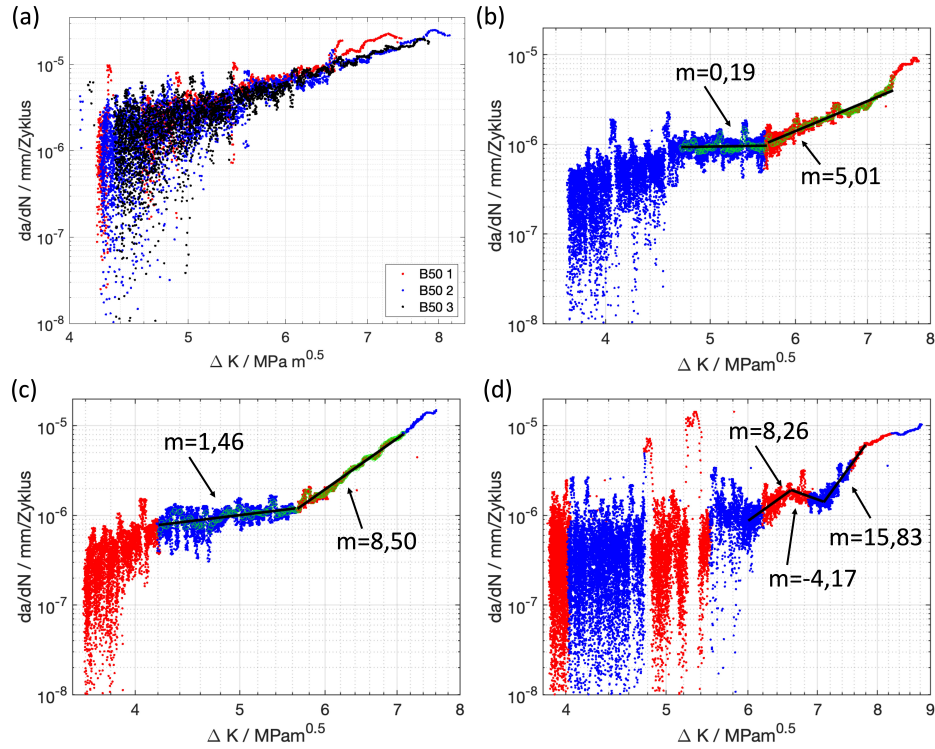 (a)
10^-5
10^-6
10^-7
10^-8
da/dN / mm/Zyklus
4
5
6
7
8
Δ K / MPa m^0.5
B50 1
B50 2
B50 3
(b)
10^-5
10^-6
10^-7
10^-8
da/dN / mm/Zyklus
m=0,19
m=5,01
4
5
6
7
8
Δ K / MPam^0.5
(c)
10^-5
10^-6
10^-7
10^-8
da/dN / mm/Zyklus
m=1,46
m=8,50
4
5
6
7
8
Δ K / MPam^0.5
(d)
10^-5
10^-6
10^-7
10^-8
da/dN / mm/Zyklus
m=8,26
m=15,83
m=-4,17
4
5
6
7
8
9
Δ K / MPam^0.5